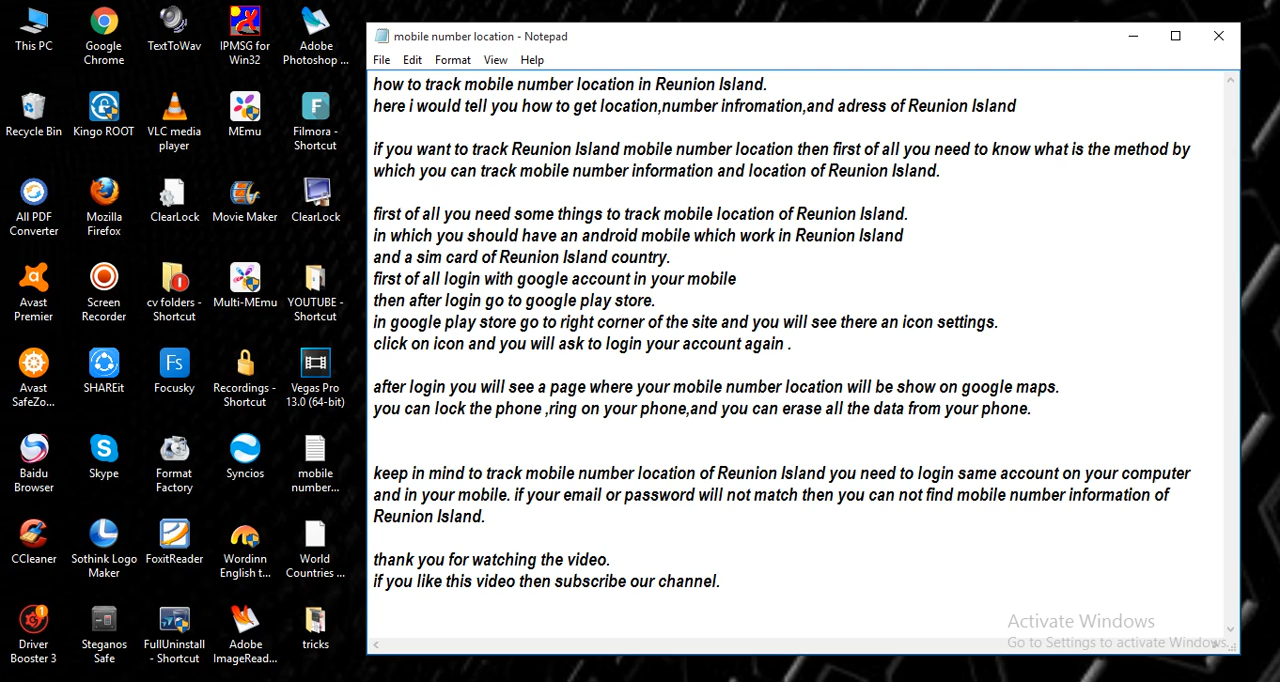 This PC
Google Chrome
TextToWav
IPMSG for Win32
Adobe Photoshop ...
Recycle Bin
Kingo ROOT
VLC media player
MEmu
Filmora - Shortcut
All PDF Converter
Mozilla Firefox
ClearLock
Movie Maker
ClearLock
Avast Premier
Screen Recorder
cv folders - Shortcut
Multi-MEmu
YOUTUBE - Shortcut
Avast SafeZo...
SHAREit
Focusky
Recordings - Shortcut
Vegas Pro 13.0 (64-bit)
Baidu Browser
Skype
Format Factory
Syncios
mobile number...
CCleaner
Sothink Logo Maker
FoxitReader
Wordinn English t...
World Countries ...
Driver Booster 3
Steganos Safe
FullUninstall - Shortcut
Adobe ImageRead...
tricks
mobile number location - Notepad
File Edit Format View Help
how to track mobile number location in Reunion Island.
here i would tell you how to get location,number infromation,and adress of Reunion Island
if you want to track Reunion Island mobile number location then first of all you need to know what is the method by
which you can track mobile number information and location of Reunion Island.
first of all you need some things to track mobile location of Reunion Island.
in which you should have an android mobile which work in Reunion Island
and a sim card of Reunion Island country.
first of all login with google account in your mobile
then after login go to google play store.
in google play store go to right corner of the site and you will see there an icon settings.
click on icon and you will ask to login your account again .
after login you will see a page where your mobile number location will be show on google maps.
you can lock the phone ,ring on your phone,and you can erase all the data from your phone.
keep in mind to track mobile number location of Reunion Island you need to login same account on your computer
and in your mobile. if your email or password will not match then you can not find mobile number information of
Reunion Island.
thank you for watching the video.
if you like this video then subscribe our channel.
Activate Windows
Go to Settings to activate Windows.